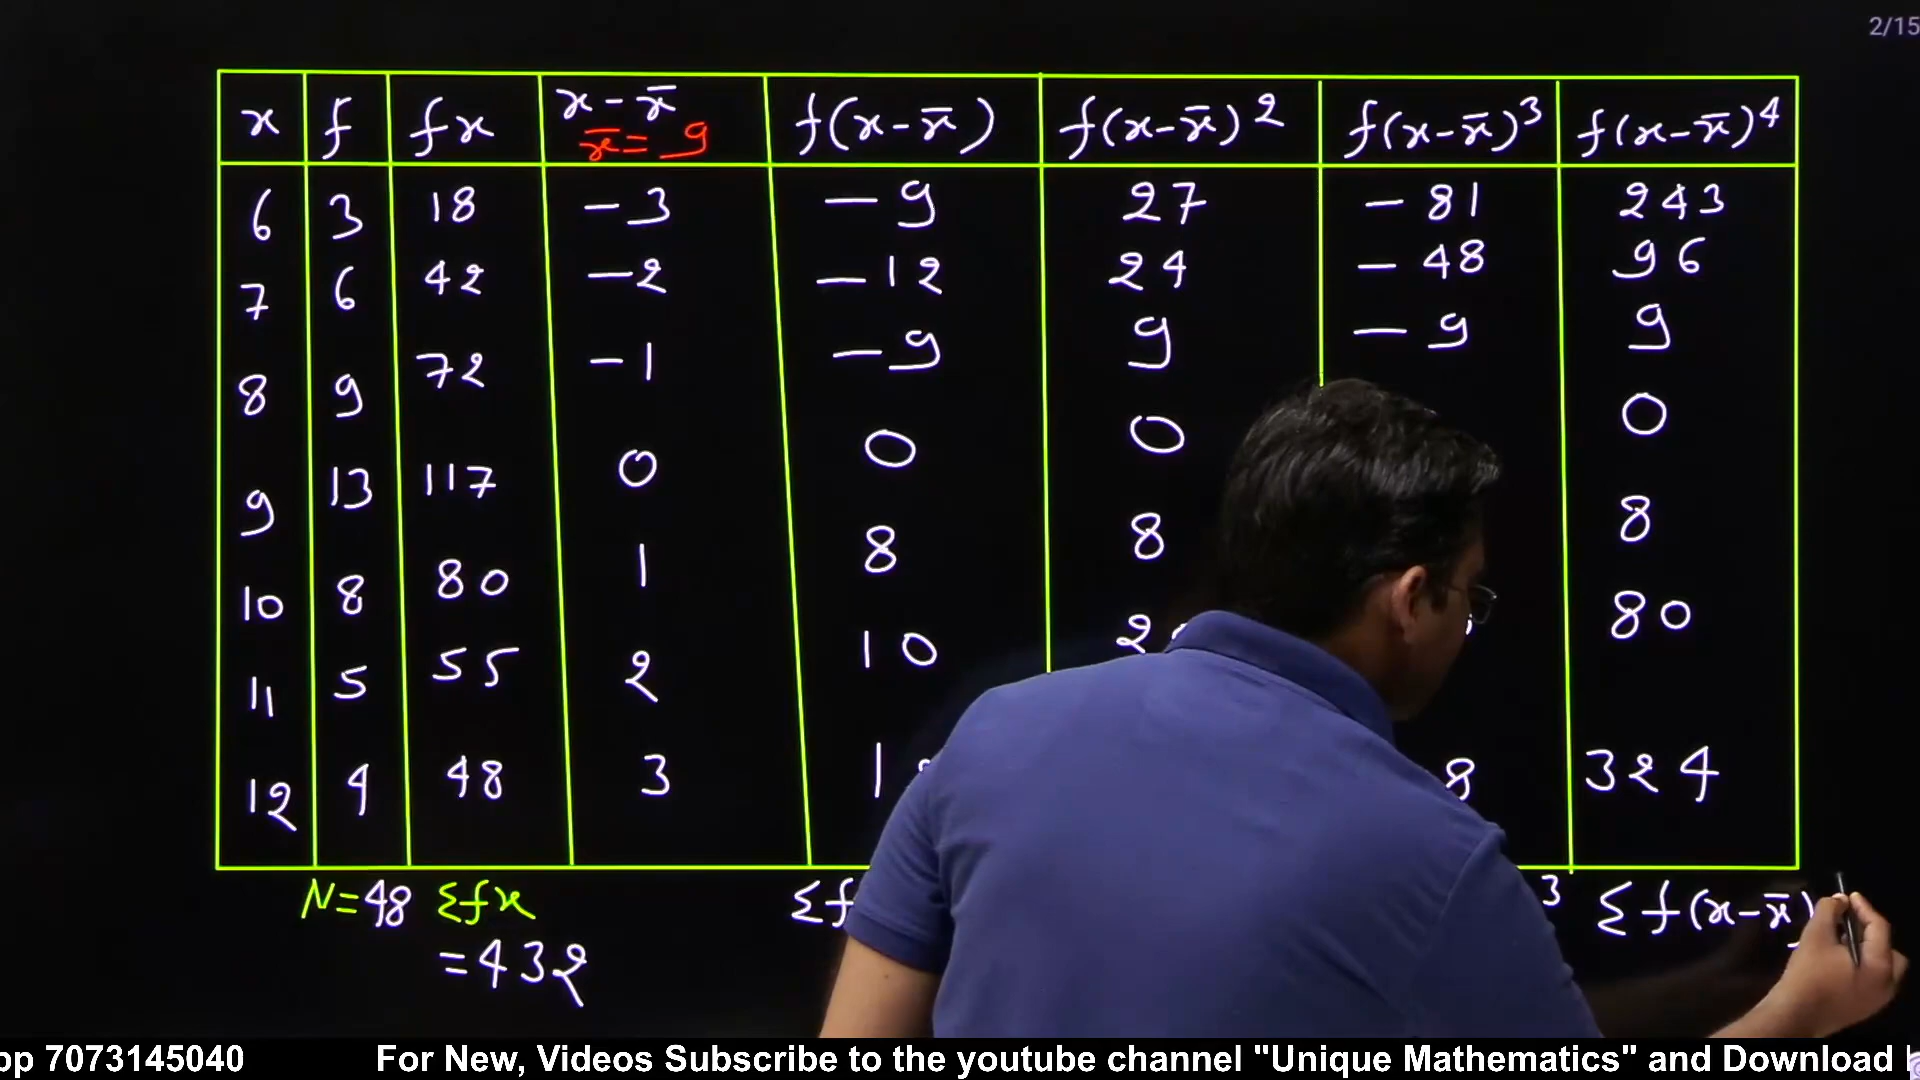 2/15
x f fx x - x̄ f(x-x̄) f(x-x̄)² f(x-x̄)³ f(x-x̄)⁴
x̄ = 9
6 3 18 -3 -9 27 -81 243
7 6 42 -2 -12 24 -48 96
8 9 72 -1 -9 9 -9 9
9 13 117 0 0 0 0
10 8 80 1 8 8 8
11 5 55 2 10 80
12 4 48 3 324
N=48 Σfx Σf ³ Σf(x-x̄)
=432
7073145040 For New, Videos Subscribe to the youtube channel "Unique Mathematics" and Download